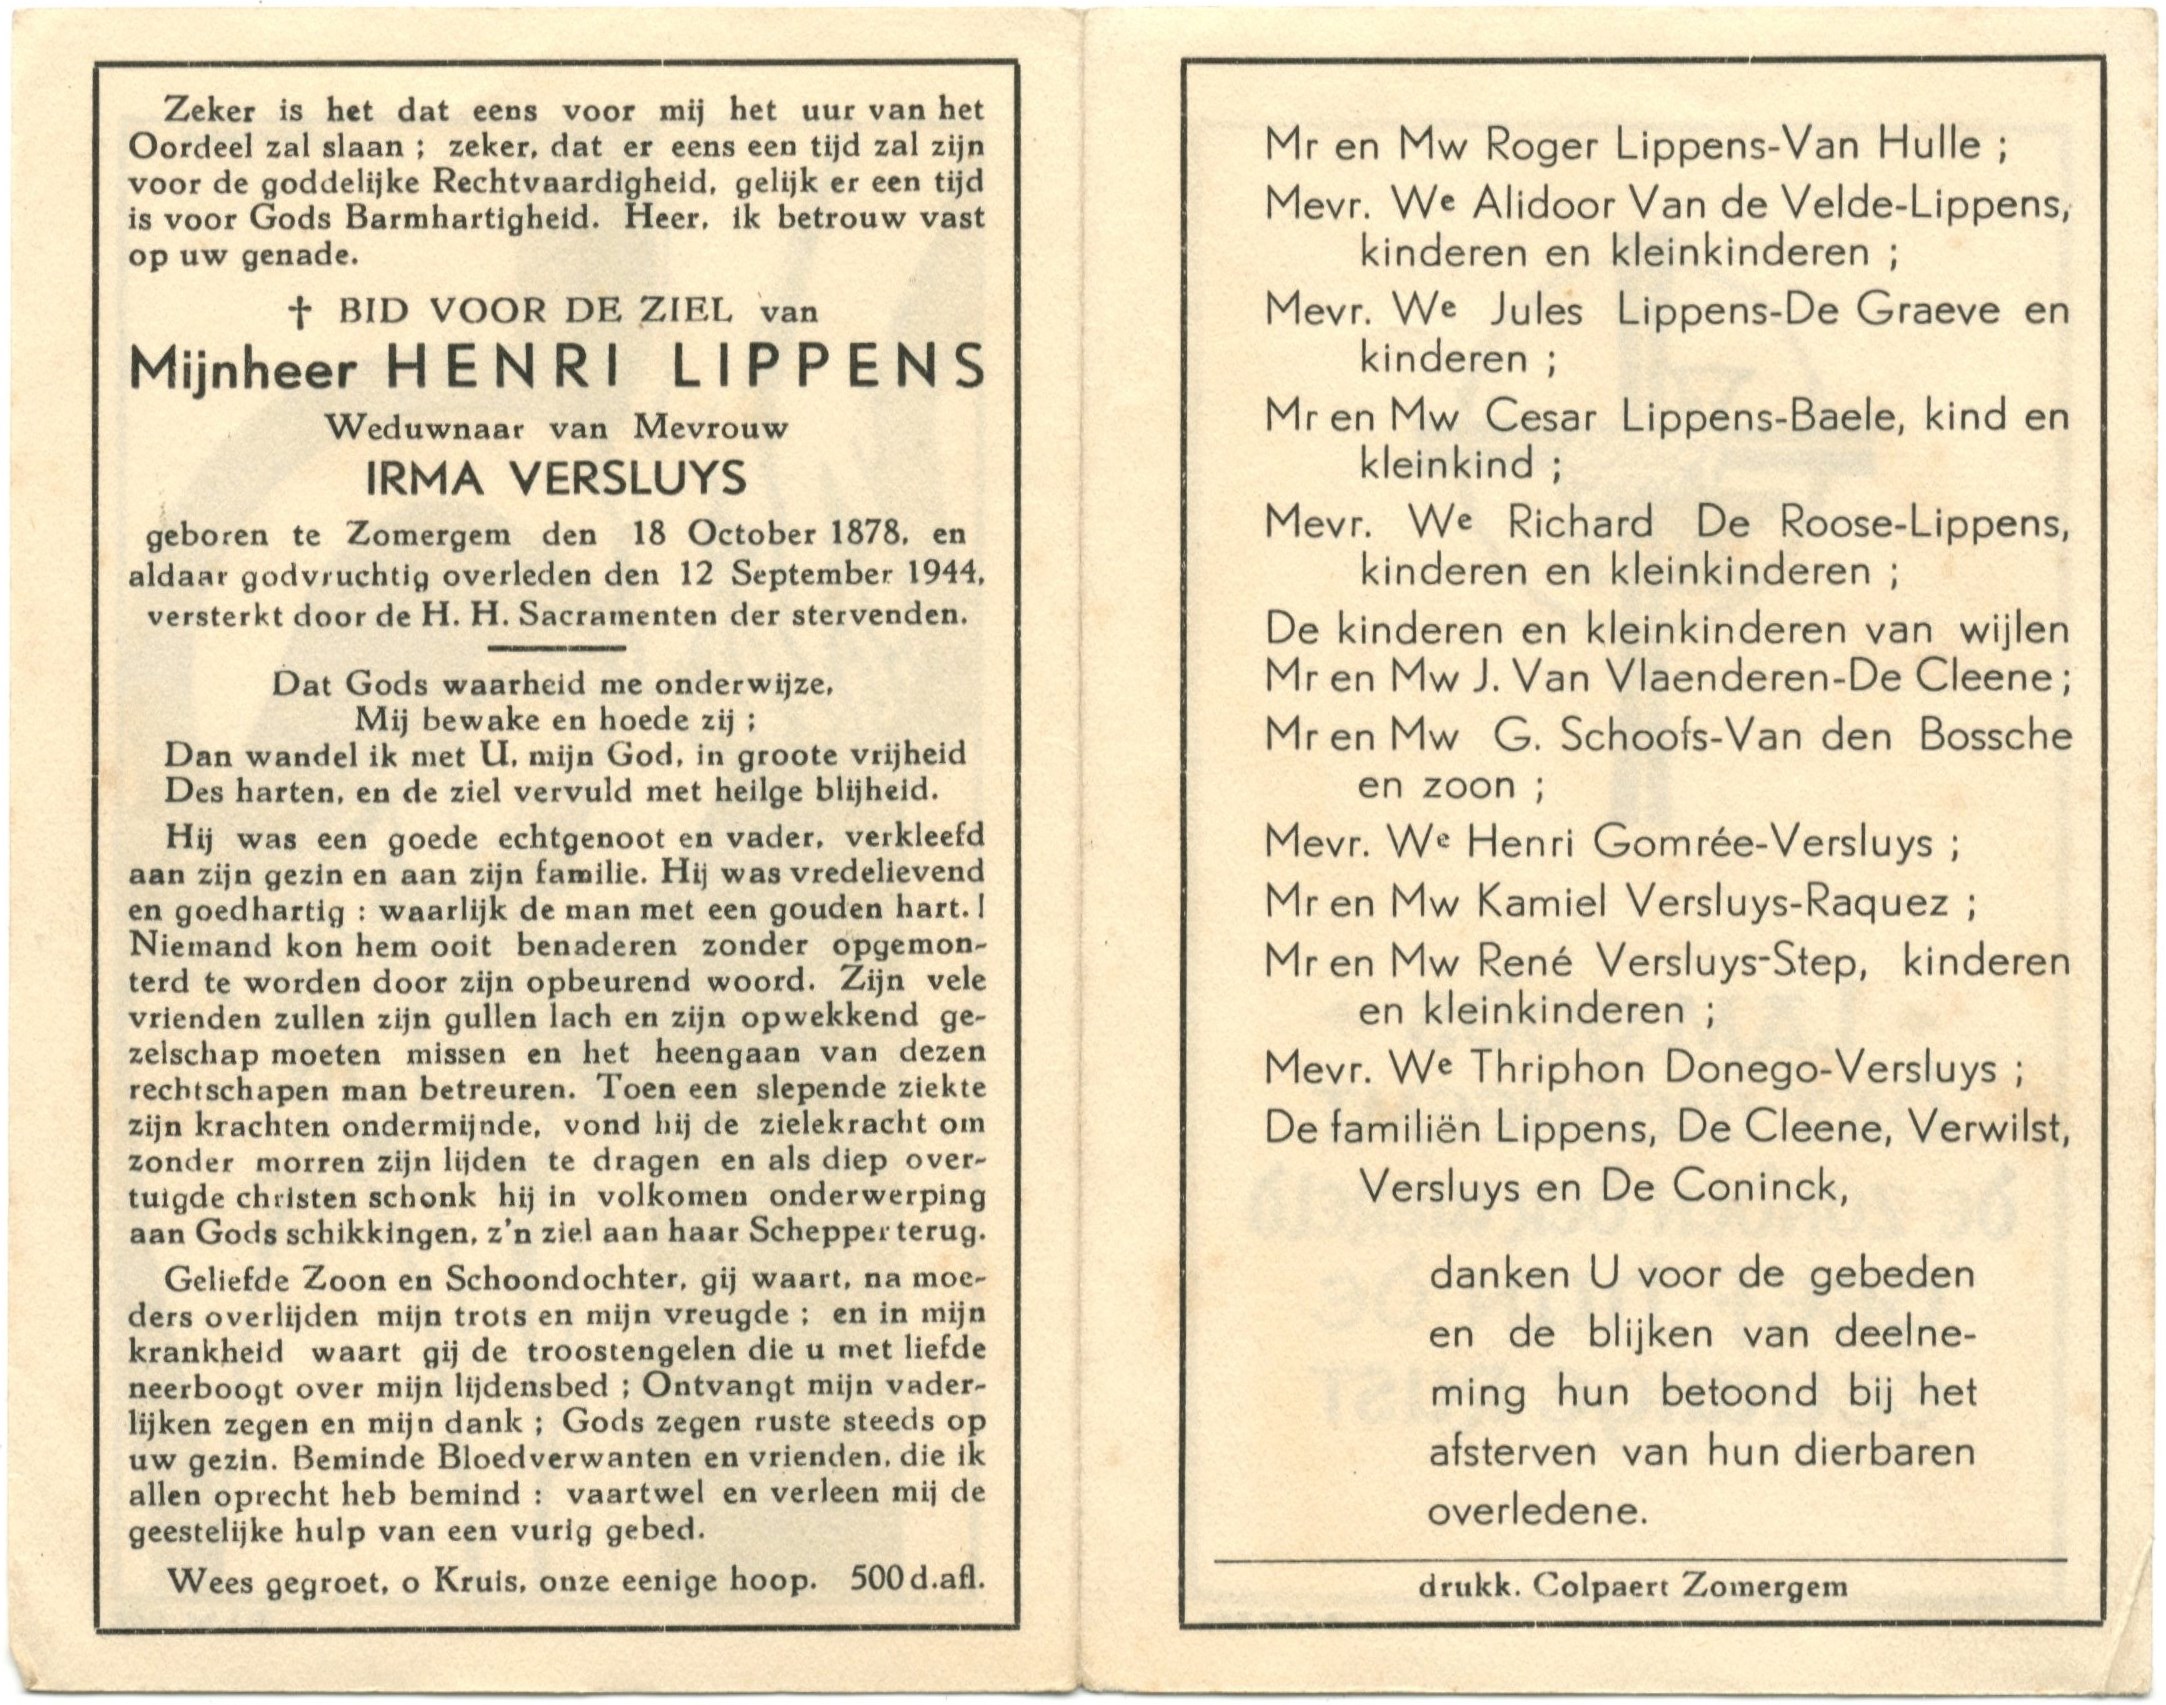 Zeker is het dat eens voor mij het uur van het
Oordeel zal slaan ; zeker, dat er eens een tijd zal zijn
voor de goddelijke Rechtvaardigheid, gelijk er een tijd
is voor Gods Barmhartigheid. Heer, ik betrouw vast
op uw genade.
† BID VOOR DE ZIEL van
Mijnheer HENRI LIPPENS
Weduwnaar van Mevrouw
IRMA VERSLUYS
geboren te Zomergem den 18 October 1878, en
aldaar godvruchtig overleden den 12 September 1944,
versterkt door de H. H. Sacramenten der stervenden.
Dat Gods waarheid me onderwijze,
Mij bewake en hoede zij ;
Dan wandel ik met U, mijn God, in groote vrijheid
Des harten, en de ziel vervuld met heilge blijheid.
Hij was een goede echtgenoot en vader, verkleefd
aan zijn gezin en aan zijn familie. Hij was vredelievend
en goedhartig : waarlijk de man met een gouden hart. !
Niemand kon hem ooit benaderen zonder opgemon-
terd te worden door zijn opbeurend woord. Zijn vele
vrienden zullen zijn gullen lach en zijn opwekkend ge-
zelschap moeten missen en het heengaan van dezen
rechtschapen man betreuren. Toen een slepende ziekte
zijn krachten ondermijnde, vond hij de zielekracht om
zonder morren zijn lijden te dragen en als diep over-
tuigde christen schonk hij in volkomen onderwerping
aan Gods schikkingen, z'n ziel aan haar Schepper terug.
Geliefde Zoon en Schoondochter, gij waart, na moe-
ders overlijden mijn trots en mijn vreugde ; en in mijn
krankheid waart gij de troostengelen die u met liefde
neerboogt over mijn lijdensbed ; Ontvangt mijn vader-
lijken zegen en mijn dank ; Gods zegen ruste steeds op
uw gezin. Beminde Bloedverwanten en vrienden, die ik
allen oprecht heb bemind : vaartwel en verleen mij de
geestelijke hulp van een vurig gebed.
Wees gegroet, o Kruis, onze eenige hoop. 500 d. afl.
Mr en Mw Roger Lippens-Van Hulle ;
Mevr. We Alidoor Van de Velde-Lippens,
kinderen en kleinkinderen ;
Mevr. We Jules Lippens-De Graeve en
kinderen ;
Mr en Mw Cesar Lippens-Baele, kind en
kleinkind ;
Mevr. We Richard De Roose-Lippens,
kinderen en kleinkinderen ;
De kinderen en kleinkinderen van wijlen
Mr en Mw J. Van Vlaenderen-De Cleene ;
Mr en Mw G. Schoofs-Van den Bossche
en zoon ;
Mevr. We Henri Gomrée-Versluys ;
Mr en Mw Kamiel Versluys-Raquez ;
Mr en Mw René Versluys-Step, kinderen
en kleinkinderen ;
Mevr. We Thriphon Donego-Versluys ;
De familiën Lippens, De Cleene, Verwilst,
Versluys en De Coninck,
danken U voor de gebeden
en de blijken van deelne-
ming hun betoond bij het
afsterven van hun dierbaren
overledene.
drukk. Colpaert Zomergem